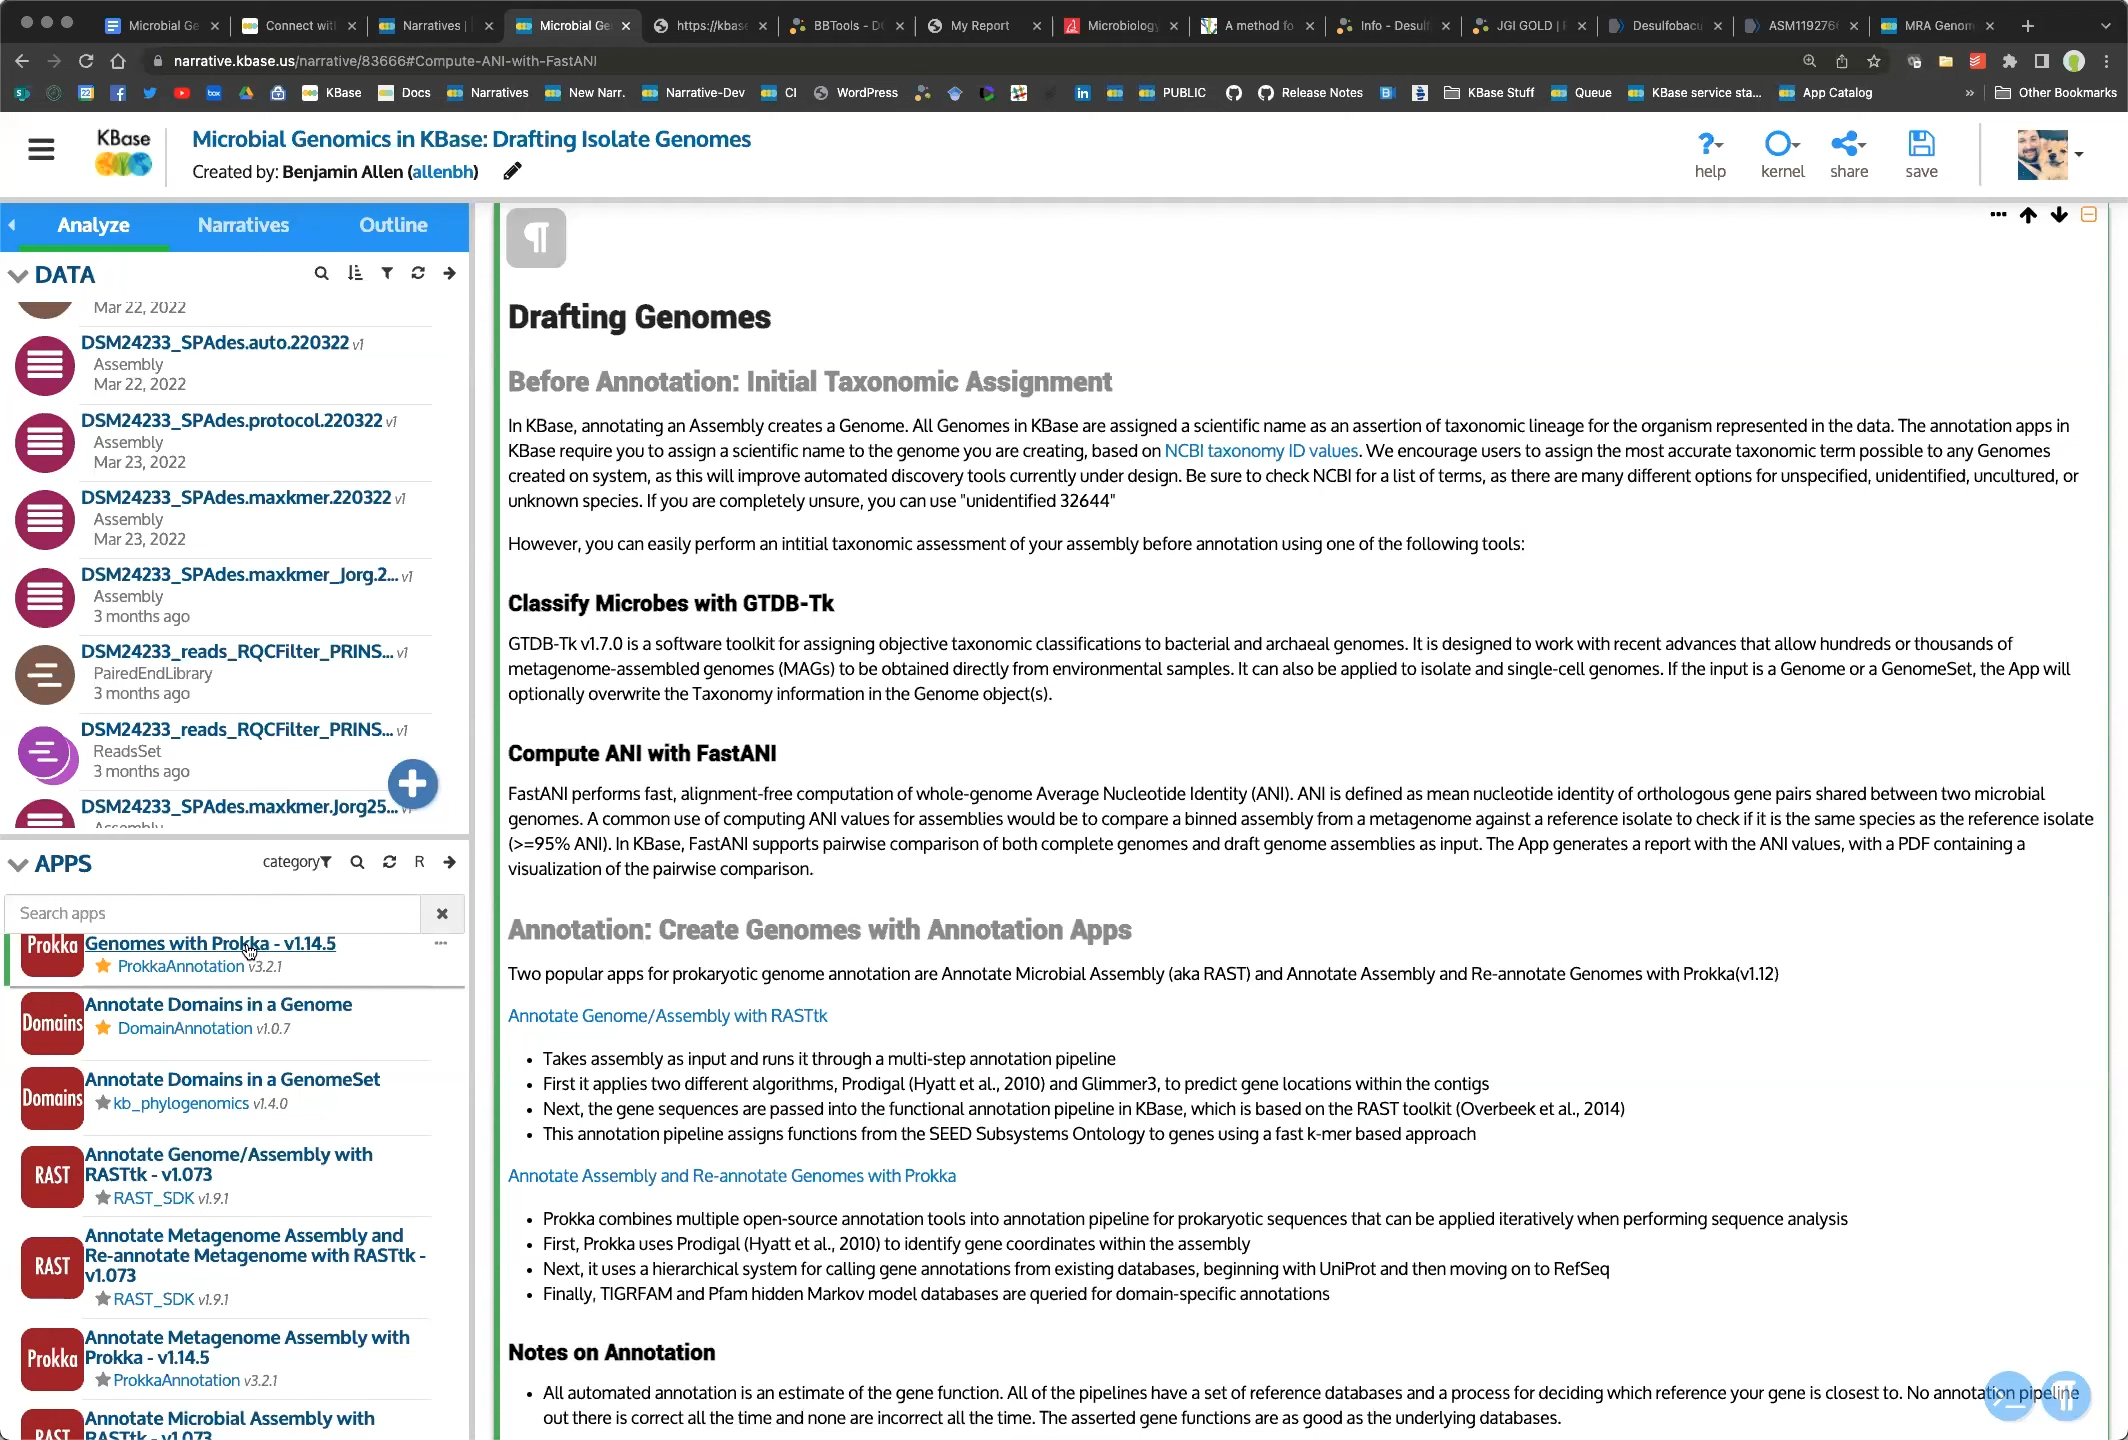 Microbial Ge
Connect wit
Narratives |
Microbial Ge
https://kbase
BBTools - D
My Report
Microbiology
A method fo
Info - Desulf
JGI GOLD |
Desulfobacu
ASM119276
MRA Genom
narrative.kbase.us/narrative/83666#Compute-ANI-with-FastANI
KBase
Docs
Narratives
New Narr.
Narrative-Dev
CI
WordPress
PUBLIC
Release Notes
KBase Stuff
Queue
KBase service sta...
App Catalog
»
Other Bookmarks
KBase
Microbial Genomics in KBase: Drafting Isolate Genomes
Created by: Benjamin Allen (allenbh)
help
kernel
share
save
Analyze
Narratives
Outline
DATA
Mar 22, 2022
DSM24233_SPAdes.auto.220322 v1
Assembly
Mar 22, 2022
DSM24233_SPAdes.protocol.220322 v1
Assembly
Mar 23, 2022
DSM24233_SPAdes.maxkmer.220322 v1
Assembly
Mar 23, 2022
DSM24233_SPAdes.maxkmer_Jorg.2... v1
Assembly
3 months ago
DSM24233_reads_RQCFilter_PRINS... v1
PairedEndLibrary
3 months ago
DSM24233_reads_RQCFilter_PRINS... v1
ReadsSet
3 months ago
DSM24233_SPAdes.maxkmer.Jorg25...
Assembly
APPS
category
R
Search apps
Prokka
Genomes with Prokka - v1.14.5
ProkkaAnnotation v3.2.1
Domains
Annotate Domains in a Genome
DomainAnnotation v1.0.7
Domains
Annotate Domains in a GenomeSet
kb_phylogenomics v1.4.0
RAST
Annotate Genome/Assembly with
RASTtk - v1.073
RAST_SDK v1.9.1
RAST
Annotate Metagenome Assembly and
Re-annotate Metagenome with RASTtk -
v1.073
RAST_SDK v1.9.1
Prokka
Annotate Metagenome Assembly with
Prokka - v1.14.5
ProkkaAnnotation v3.2.1
RAST
Annotate Microbial Assembly with
RASTtk - v1.073
Drafting Genomes
Before Annotation: Initial Taxonomic Assignment
In KBase, annotating an Assembly creates a Genome. All Genomes in KBase are assigned a scientific name as an assertion of taxonomic lineage for the organism represented in the data. The annotation apps in
KBase require you to assign a scientific name to the genome you are creating, based on NCBI taxonomy ID values. We encourage users to assign the most accurate taxonomic term possible to any Genomes
created on system, as this will improve automated discovery tools currently under design. Be sure to check NCBI for a list of terms, as there are many different options for unspecified, unidentified, uncultured, or
unknown species. If you are completely unsure, you can use "unidentified 32644"
However, you can easily perform an intitial taxonomic assessment of your assembly before annotation using one of the following tools:
Classify Microbes with GTDB-Tk
GTDB-Tk v1.7.0 is a software toolkit for assigning objective taxonomic classifications to bacterial and archaeal genomes. It is designed to work with recent advances that allow hundreds or thousands of
metagenome-assembled genomes (MAGs) to be obtained directly from environmental samples. It can also be applied to isolate and single-cell genomes. If the input is a Genome or a GenomeSet, the App will
optionally overwrite the Taxonomy information in the Genome object(s).
Compute ANI with FastANI
FastANI performs fast, alignment-free computation of whole-genome Average Nucleotide Identity (ANI). ANI is defined as mean nucleotide identity of orthologous gene pairs shared between two microbial
genomes. A common use of computing ANI values for assemblies would be to compare a binned assembly from a metagenome against a reference isolate to check if it is the same species as the reference isolate
(>=95% ANI). In KBase, FastANI supports pairwise comparison of both complete genomes and draft genome assemblies as input. The App generates a report with the ANI values, with a PDF containing a
visualization of the pairwise comparison.
Annotation: Create Genomes with Annotation Apps
Two popular apps for prokaryotic genome annotation are Annotate Microbial Assembly (aka RAST) and Annotate Assembly and Re-annotate Genomes with Prokka(v1.12)
Annotate Genome/Assembly with RASTtk
• Takes assembly as input and runs it through a multi-step annotation pipeline
• First it applies two different algorithms, Prodigal (Hyatt et al., 2010) and Glimmer3, to predict gene locations within the contigs
• Next, the gene sequences are passed into the functional annotation pipeline in KBase, which is based on the RAST toolkit (Overbeek et al., 2014)
• This annotation pipeline assigns functions from the SEED Subsystems Ontology to genes using a fast k-mer based approach
Annotate Assembly and Re-annotate Genomes with Prokka
• Prokka combines multiple open-source annotation tools into annotation pipeline for prokaryotic sequences that can be applied iteratively when performing sequence analysis
• First, Prokka uses Prodigal (Hyatt et al., 2010) to identify gene coordinates within the assembly
• Next, it uses a hierarchical system for calling gene annotations from existing databases, beginning with UniProt and then moving on to RefSeq
• Finally, TIGRFAM and Pfam hidden Markov model databases are queried for domain-specific annotations
Notes on Annotation
• All automated annotation is an estimate of the gene function. All of the pipelines have a set of reference databases and a process for deciding which reference your gene is closest to. No annotation pipeline
out there is correct all the time and none are incorrect all the time. The asserted gene functions are as good as the underlying databases.